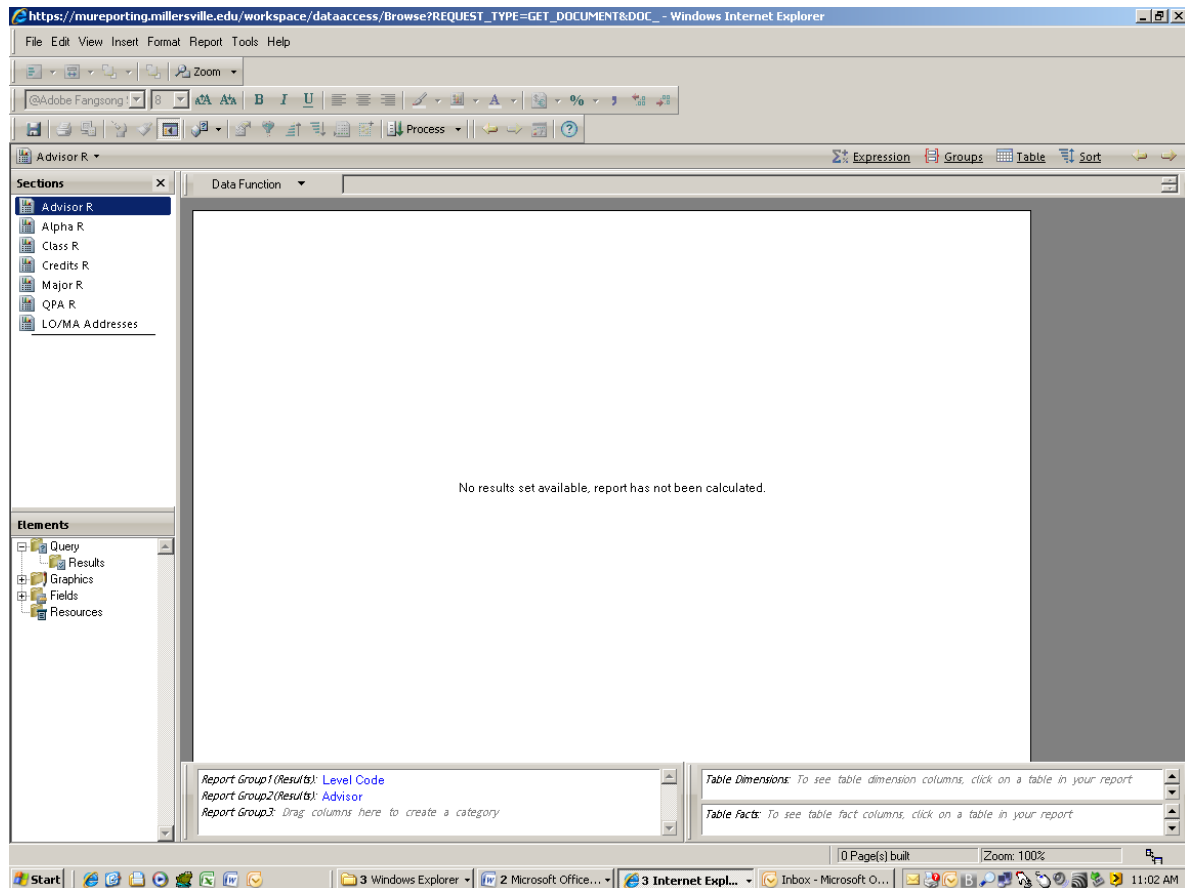 https://mureporting.millersville.edu/workspace/dataaccess/Browse?REQUEST_TYPE=GET_DOCUMENT&DOC_ - Windows Internet Explorer
File Edit View Insert Format Report Tools Help
Zoom
@Adobe Fangsong 8 B I U A %
Process
Advisor R Expression Groups Table Sort
Sections x Data Function
Advisor R
Alpha R
Class R
Credits R
Major R
QPA R
LO/MA Addresses
No results set available, report has not been calculated.
Elements
Query
Results
Graphics
Fields
Resources
Report Group1(Results): Level Code
Report Group2(Results): Advisor
Report Group3: Drag columns here to create a category
Table Dimensions: To see table dimension columns, click on a table in your report
Table Facts: To see table fact columns, click on a table in your report
0 Page(s) built Zoom: 100%
Start 3 Windows Explorer 2 Microsoft Office... 3 Internet Expl... Inbox - Microsoft O... 11:02 AM